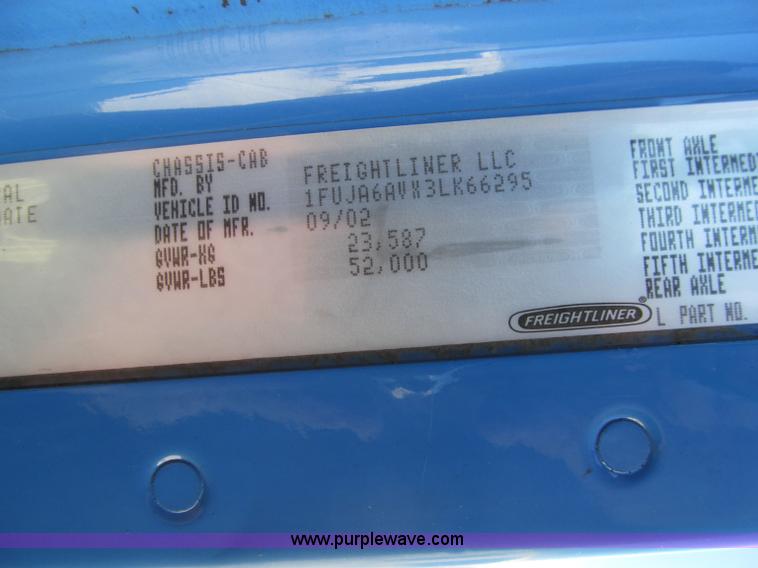 AL
ATE
CHASSIS-CAB
MFD. BY FREIGHTLINER LLC
VEHICLE ID NO. 1FUJA6AVX3LK66295
DATE OF MFR. 09/02
GVWR-KG 23,587
GVWR-LBS 52,000
FRONT AXLE
FIRST INTERMED
SECOND INTERME
THIRD INTERMED
FOURTH INTERM
FIFTH INTERME
REAR AXLE
FREIGHTLINER ®
L PART NO.
www.purplewave.com